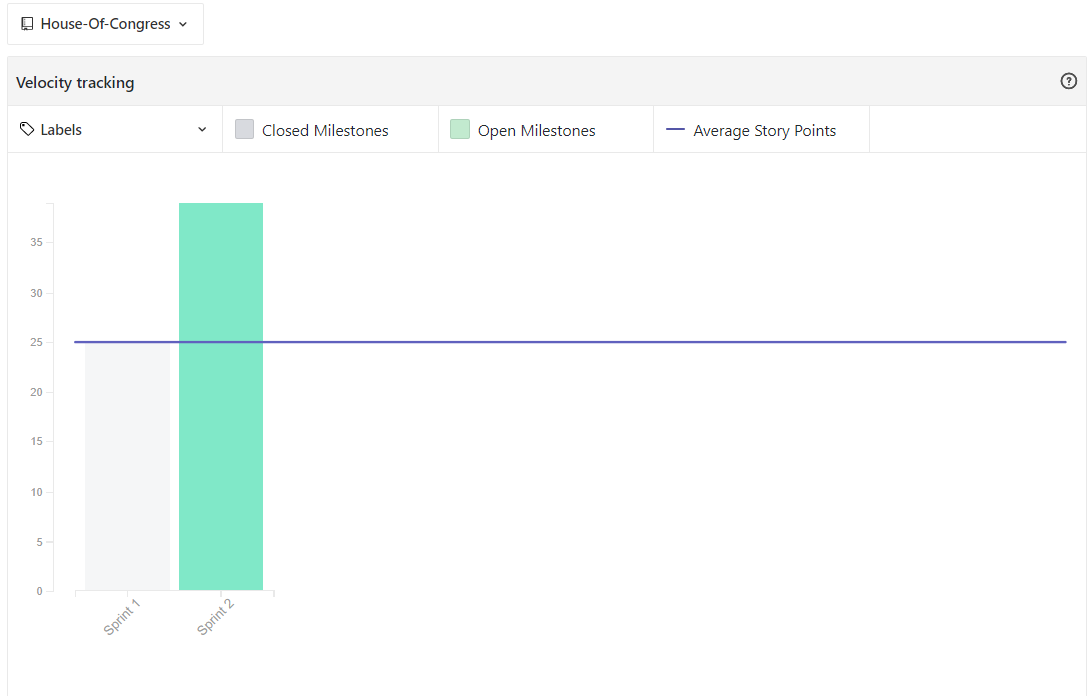 House-Of-Congress
Velocity tracking
Labels
Closed Milestones
Open Milestones
Average Story Points
35
30
25
20
15
10
5
0
Sprint 1
Sprint 2